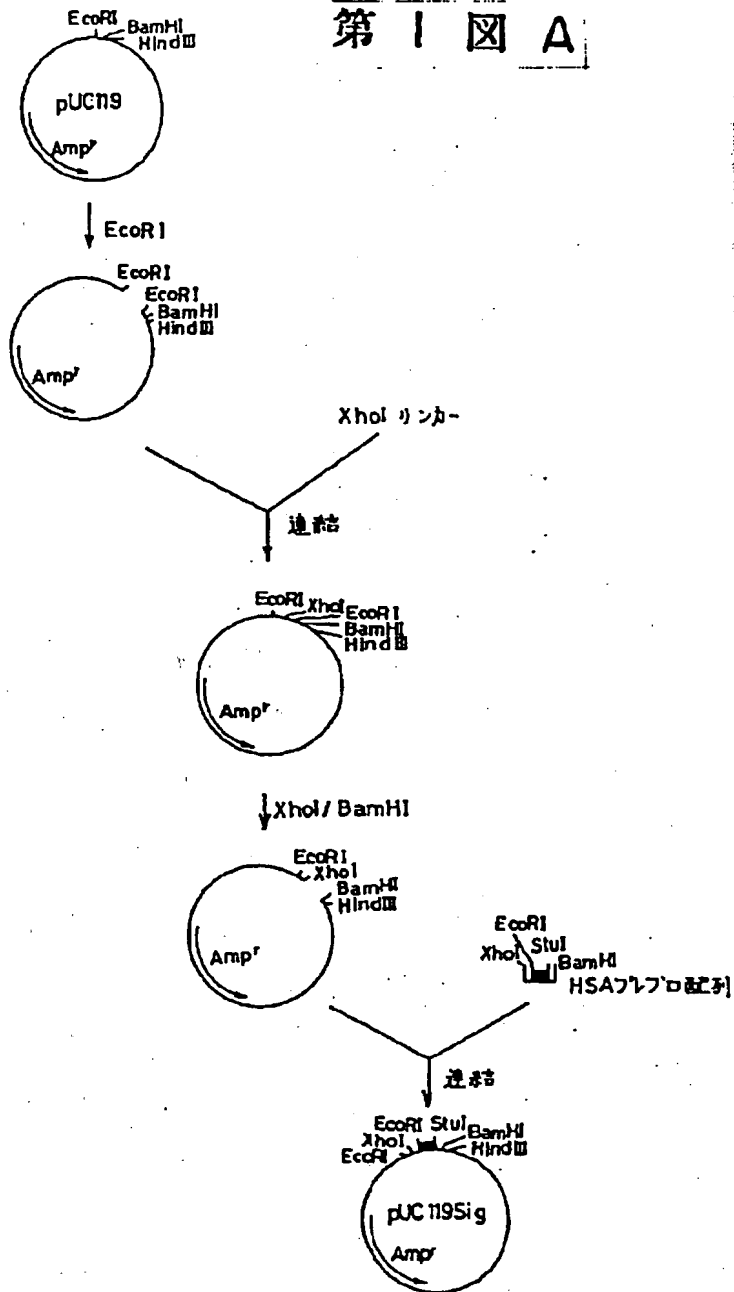 第 1 図 A
EcoRI
BamHI
HindIII
pUC119
Ampʳ
EcoRI
EcoRI
EcoRI
BamHI
HindIII
Ampʳ
XhoI リンカー
連結
EcoRI
XhoI
EcoRI
BamHI
HindIII
Ampʳ
XhoI/BamHI
EcoRI
XhoI
BamHI
HindIII
Ampʳ
EcoRI
StuI
XhoI
BamHI
HSAプレプロ配列
連結
EcoRI StuI
BamHI
XhoI
HindIII
EcoRI
pUC119Sig
Ampʳ